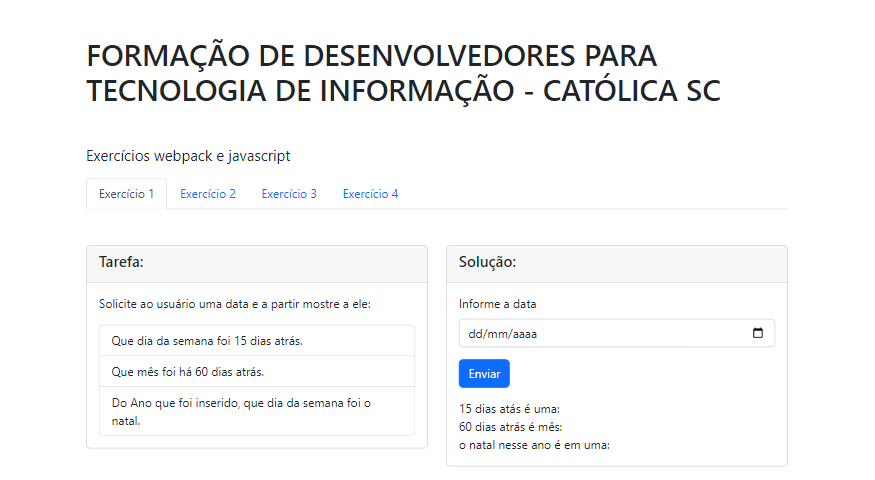 FORMAÇÃO DE DESENVOLVEDORES PARA
TECNOLOGIA DE INFORMAÇÃO - CATÓLICA SC
Exercícios webpack e javascript
Exercício 1
Exercício 2
Exercício 3
Exercício 4
Tarefa:
Solicite ao usuário uma data e a partir mostre a ele:
Que dia da semana foi 15 dias atrás.
Que mês foi há 60 dias atrás.
Do Ano que foi inserido, que dia da semana foi o
natal.
Solução:
Informe a data
dd/mm/aaaa
Enviar
15 dias atás é uma:
60 dias atrás é mês:
o natal nesse ano é em uma: